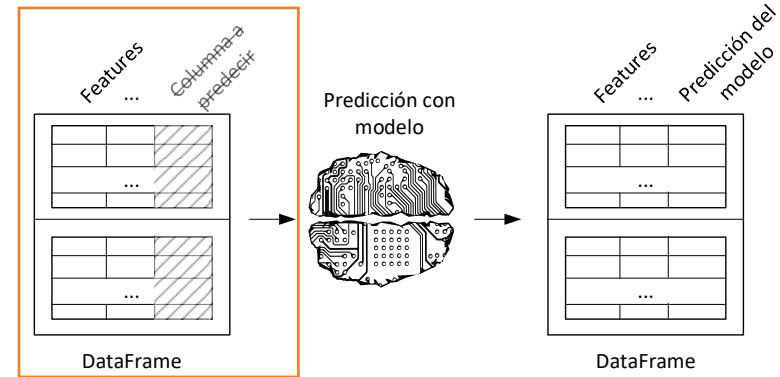 Features
...
Columna a
predecir
Predicción con
modelo
Features
...
Predicción del
modelo
...
...
...
...
DataFrame
DataFrame